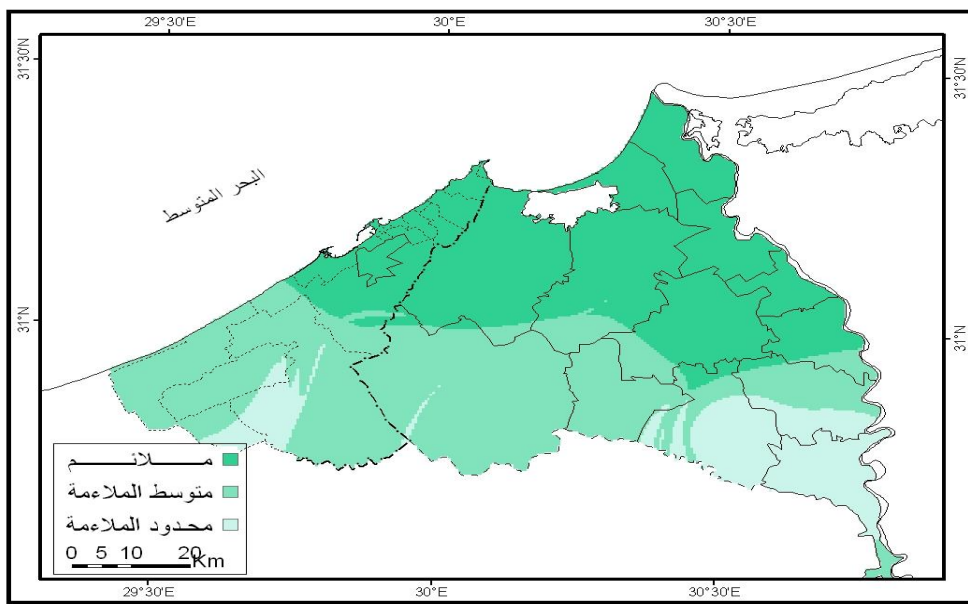 29°30'E 30°E 30°30'E
31°30'N 31°30'N
البحر المتوسط
31°N 31°N
مـــــــلائـــــــم
متوسط الملاءمة
محدود الملاءمة
0 5 10 20 Km
29°30'E 30°E 30°30'E